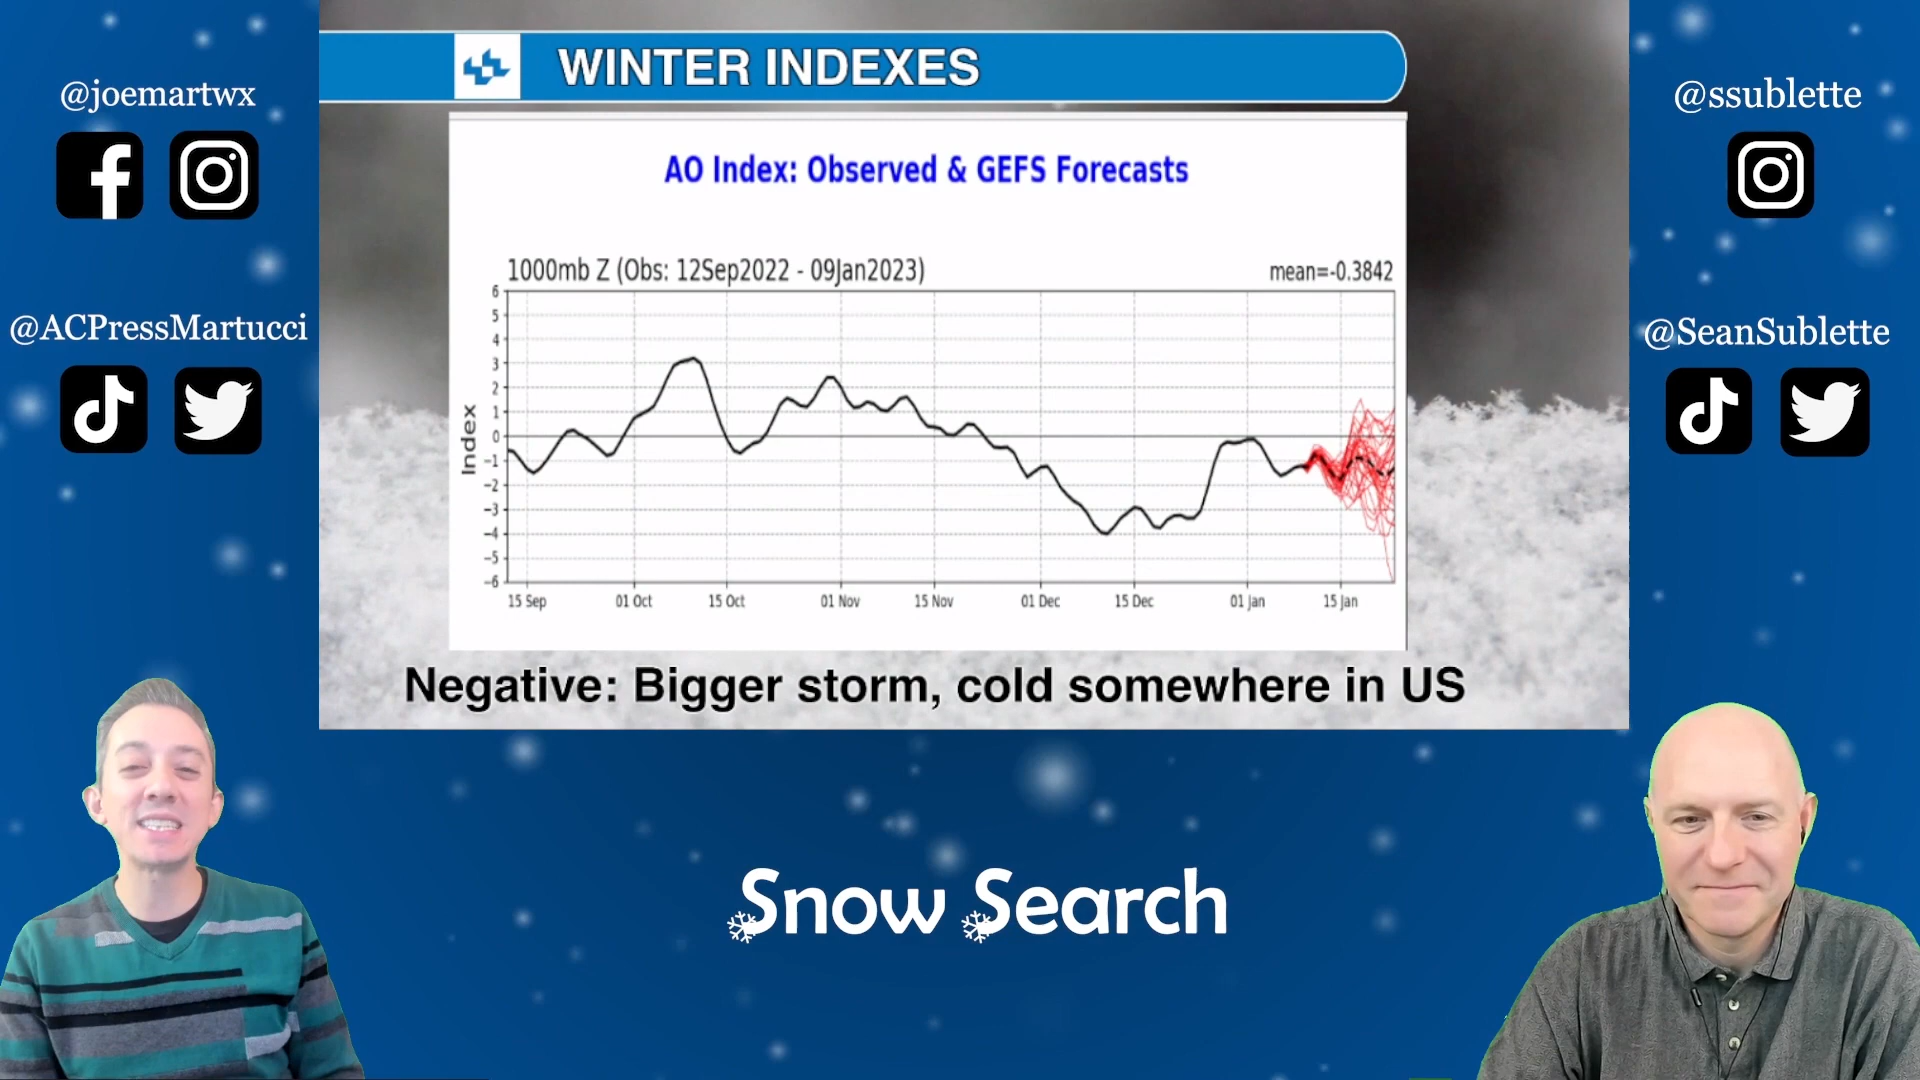 @joemartwx
@ACPressMartucci
WINTER INDEXES
AO Index: Observed & GEFS Forecasts
1000mb Z (Obs: 12Sep2022 - 09Jan2023)
mean=-0.3842
Index
6
5
4
3
2
1
0
−1
−2
−3
−4
−5
−6
15 Sep
01 Oct
15 Oct
01 Nov
15 Nov
01 Dec
15 Dec
01 Jan
15 Jan
Negative: Bigger storm, cold somewhere in US
@ssublette
@SeanSublette
Snow Search